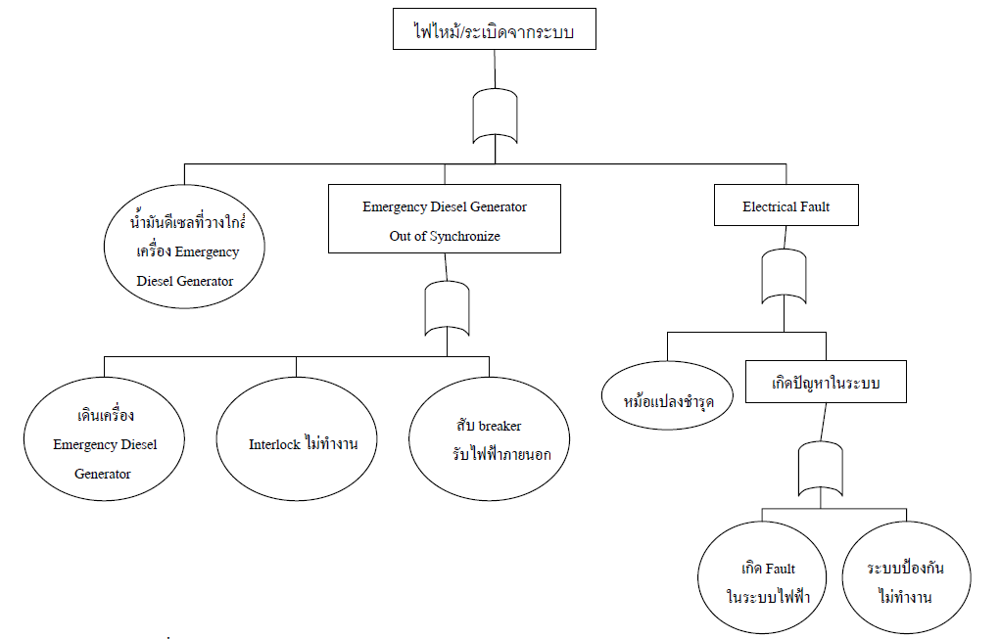 ไฟไหม้/ระเบิดจากระบบ
น้ำมันดีเซลที่วางใกล้
เครื่อง Emergency
Diesel Generator
Emergency Diesel Generator
Out of Synchronize
Electrical Fault
เดินเครื่อง
Emergency Diesel
Generator
Interlock ไม่ทำงาน
สับ breaker
รับไฟฟ้าภายนอก
หม้อแปลงชำรุด
เกิดปัญหาในระบบ
เกิด Fault
ในระบบไฟฟ้า
ระบบป้องกัน
ไม่ทำงาน